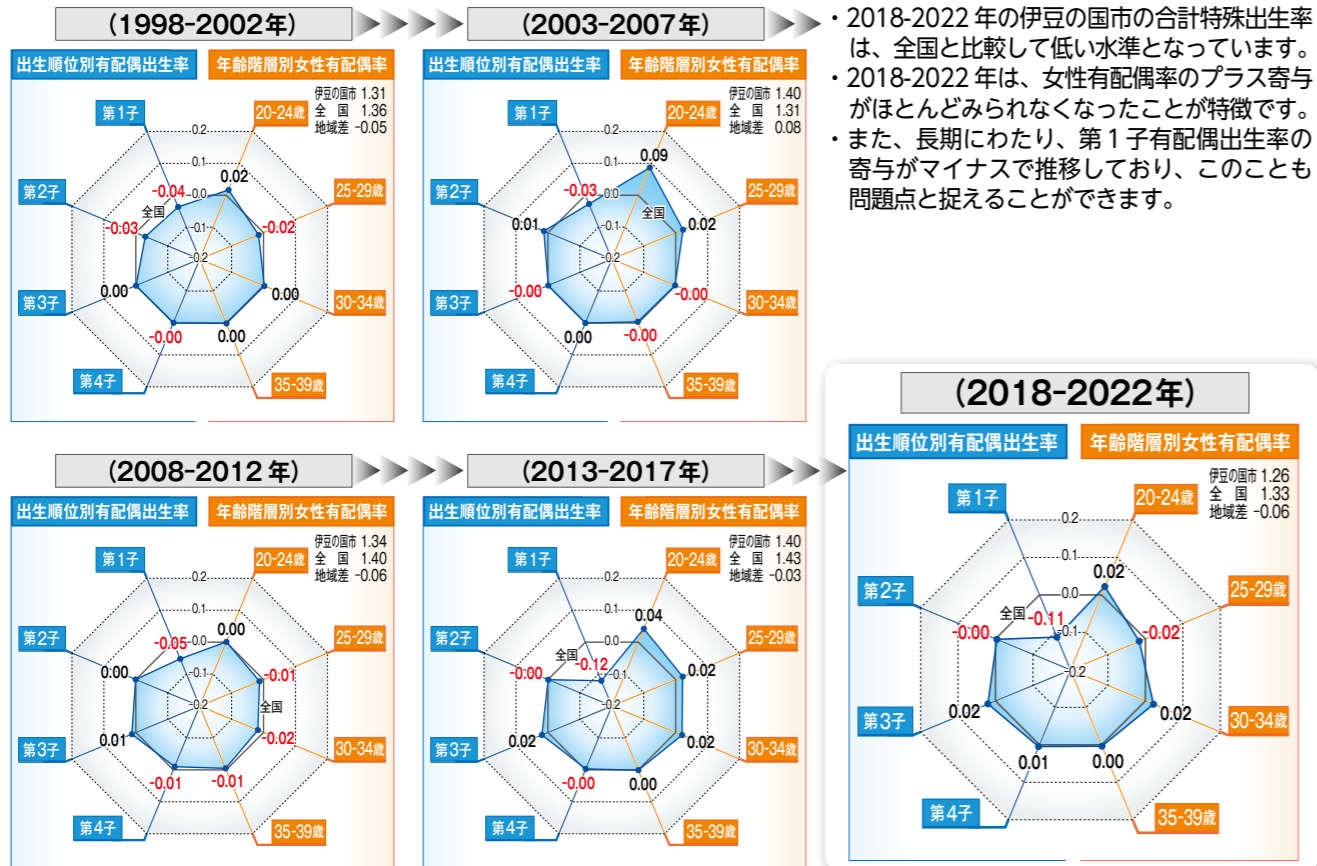 (1998-2002年)
出生順位別有配偶出生率
年齢階層別女性有配偶率
伊豆の国市 1.31
全国 1.36
地域差 -0.05
第1子
20-24歳
0.2
0.1
0.0
-0.1
-0.2
-0.04
0.02
第2子
25-29歳
全国
-0.03
-0.02
第3子
0.00
0.00
30-34歳
-0.00
0.00
第4子
35-39歳
(2003-2007年)
出生順位別有配偶出生率
年齢階層別女性有配偶率
伊豆の国市 1.40
全国 1.31
地域差 0.08
第1子
20-24歳
0.2
0.1
0.0
-0.1
-0.2
-0.03
0.09
第2子
25-29歳
全国
0.01
0.02
第3子
-0.00
-0.00
30-34歳
0.00
-0.00
第4子
35-39歳
・2018-2022年の伊豆の国市の合計特殊出生率
は、全国と比較して低い水準となっています。
・2018-2022年は、女性有配偶率のプラス寄与
がほとんどみられなくなったことが特徴です。
・また、長期にわたり、第1子有配偶出生率の
寄与がマイナスで推移しており、このことも
問題点と捉えることができます。
(2008-2012年)
出生順位別有配偶出生率
年齢階層別女性有配偶率
伊豆の国市 1.34
全国 1.40
地域差 -0.06
第1子
20-24歳
0.2
0.1
0.0
-0.1
-0.2
-0.05
0.00
第2子
25-29歳
0.00
-0.01
全国
第3子
0.01
-0.02
30-34歳
-0.01
-0.01
第4子
35-39歳
(2013-2017年)
出生順位別有配偶出生率
年齢階層別女性有配偶率
伊豆の国市 1.40
全国 1.43
地域差 -0.03
第1子
20-24歳
0.2
0.1
0.0
-0.1
-0.2
-0.12
0.04
第2子
25-29歳
全国
-0.00
0.02
第3子
0.02
0.02
30-34歳
-0.00
0.00
第4子
35-39歳
(2018-2022年)
出生順位別有配偶出生率
年齢階層別女性有配偶率
伊豆の国市 1.26
全国 1.33
地域差 -0.06
第1子
20-24歳
0.2
0.1
0.0
-0.1
-0.2
-0.11
0.02
第2子
25-29歳
全国
-0.00
-0.02
第3子
0.02
0.02
30-34歳
0.01
0.00
第4子
35-39歳